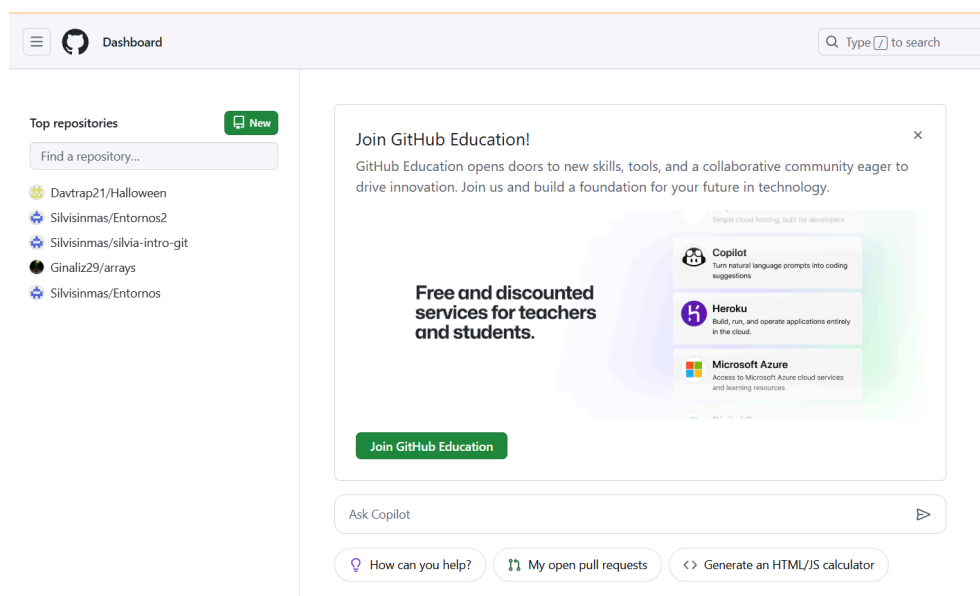 Dashboard
Type / to search
Top repositories
New
Find a repository...
Davtrap21/Halloween
Silvisinmas/Entornos2
Silvisinmas/silvia-intro-git
Ginaliz29/arrays
Silvisinmas/Entornos
Join GitHub Education!
GitHub Education opens doors to new skills, tools, and a collaborative community eager to
drive innovation. Join us and build a foundation for your future in technology.
Free and discounted
services for teachers
and students.
Simple cloud hosting, built for developers
Copilot
Turn natural language prompts into coding
suggestions
Heroku
Build, run, and operate applications entirely
in the cloud.
Microsoft Azure
Access to Microsoft Azure cloud services
and learning resources
Join GitHub Education
Ask Copilot
How can you help?
My open pull requests
Generate an HTML/JS calculator